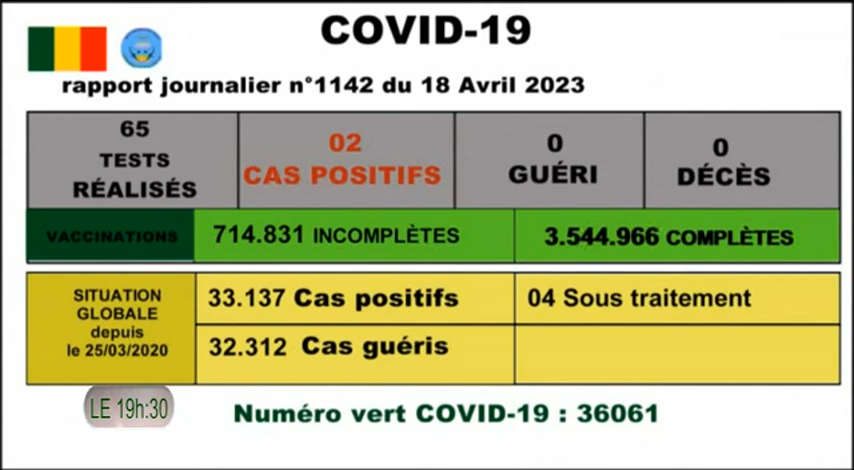 COVID-19
rapport journalier n°1142 du 18 Avril 2023
65
TESTS
RÉALISÉS
02
CAS POSITIFS
0
GUÉRI
0
DÉCÈS
VACCINATIONS
714.831 INCOMPLÈTES
3.544.966 COMPLÈTES
SITUATION
GLOBALE
depuis
le 25/03/2020
33.137 Cas positifs
04 Sous traitement
32.312 Cas guéris
LE 19h:30
Numéro vert COVID-19 : 36061